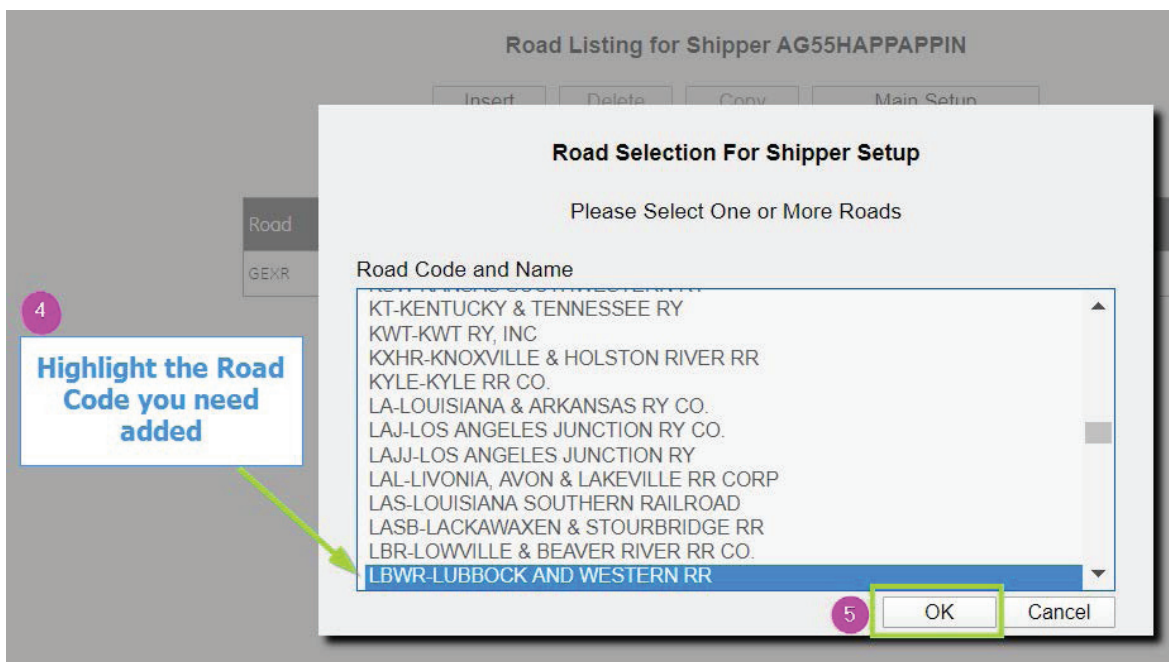 Road Listing for Shipper AG55HAPPAPPIN
Insert Delete Copy Main Setup
Road Selection For Shipper Setup
Please Select One or More Roads
Road
GEXR
Road Code and Name
KSW-KANSAS SOUTHWESTERN RY
KT-KENTUCKY & TENNESSEE RY
KWT-KWT RY, INC
KXHR-KNOXVILLE & HOLSTON RIVER RR
KYLE-KYLE RR CO.
LA-LOUISIANA & ARKANSAS RY CO.
LAJ-LOS ANGELES JUNCTION RY CO.
LAJJ-LOS ANGELES JUNCTION RY
LAL-LIVONIA, AVON & LAKEVILLE RR CORP
LAS-LOUISIANA SOUTHERN RAILROAD
LASB-LACKAWAXEN & STOURBRIDGE RR
LBR-LOWVILLE & BEAVER RIVER RR CO.
LBWR-LUBBOCK AND WESTERN RR
4
Highlight the Road
Code you need
added
5
OK Cancel